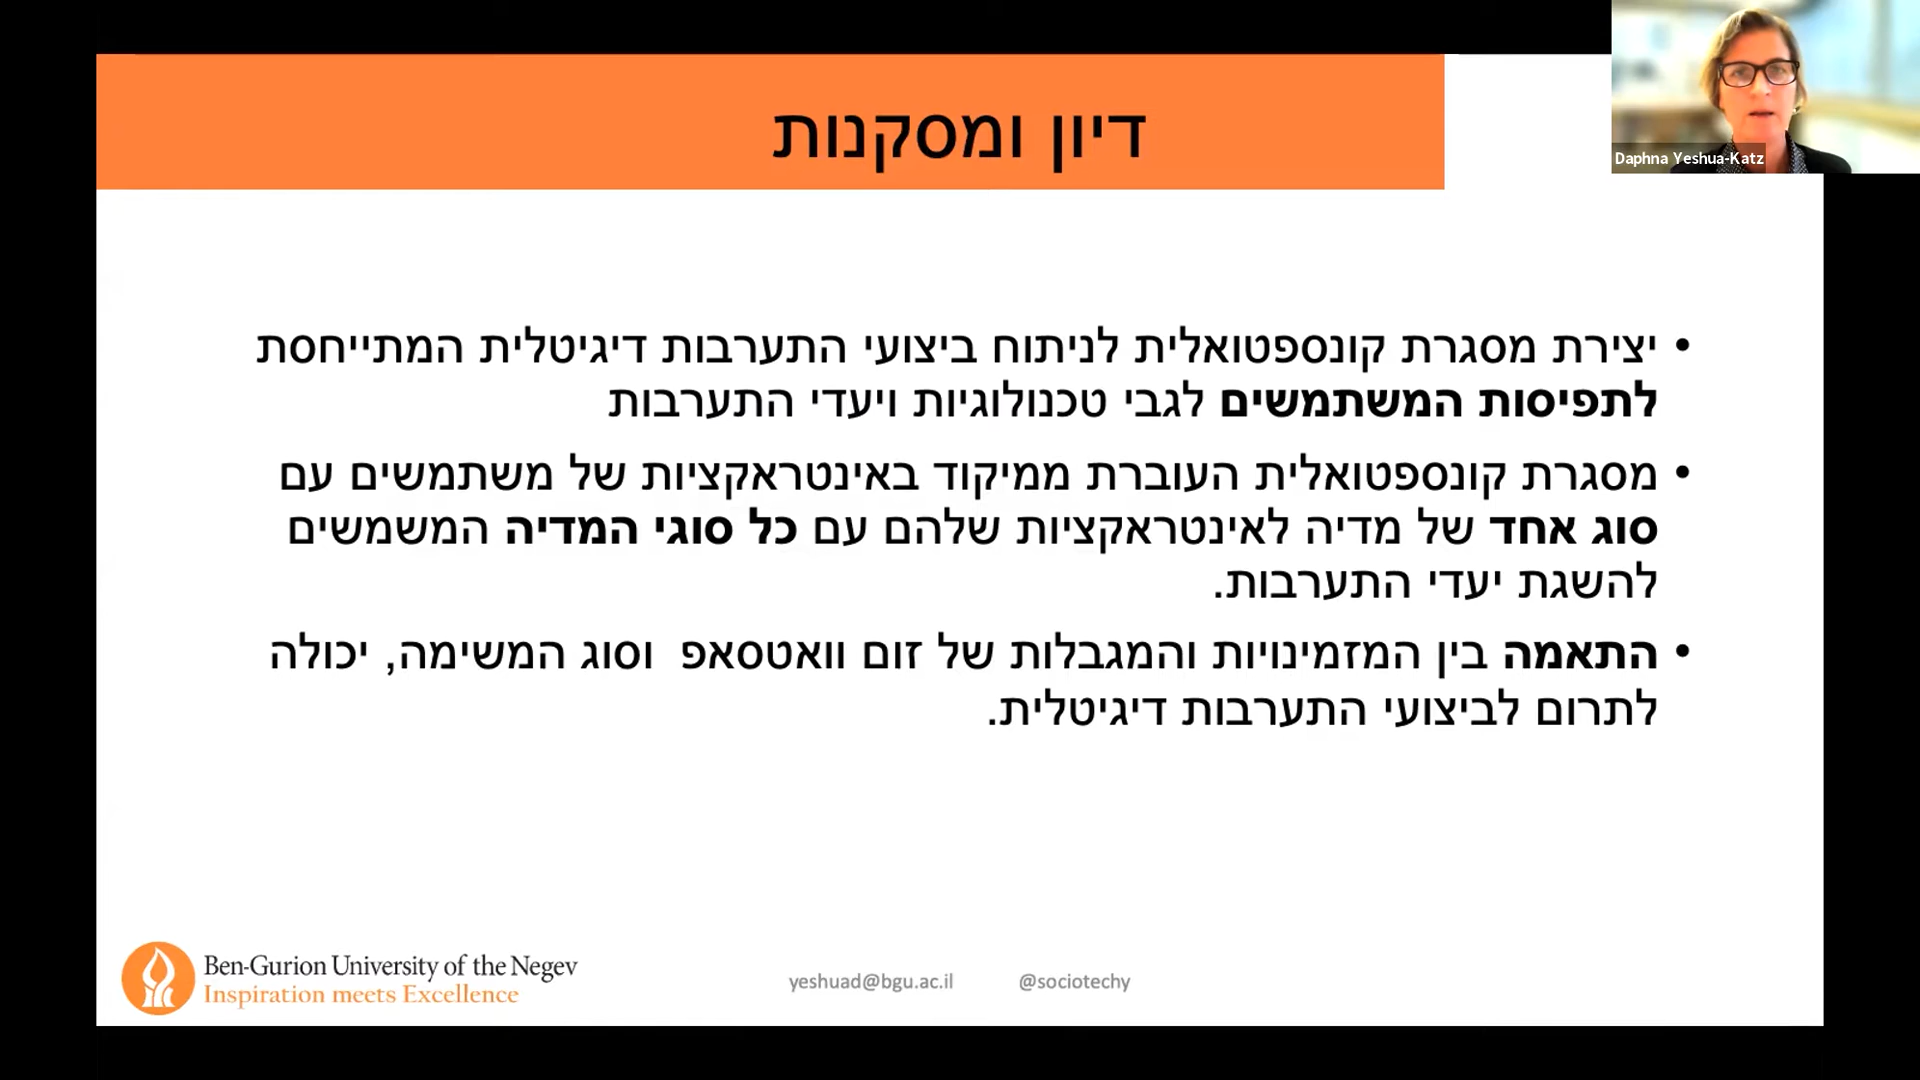 דיון ומסקנות
Daphna Yeshua-Katz
• יצירת מסגרת קונספטואלית לניתוח ביצועי התערבות דיגיטלית המתייחסת
לתפיסות המשתמשים לגבי טכנולוגיות ויעדי התערבות
• מסגרת קונספטואלית העוברת ממיקוד באינטראקציות של משתמשים עם
סוג אחד של מדיה לאינטראקציות שלהם עם כל סוגי המדיה המשמשים
להשגת יעדי התערבות.
• התאמה בין המזמינויות והמגבלות של זום וואטסאפ  וסוג המשימה, יכולה
לתרום לביצועי התערבות דיגיטלית.
Ben-Gurion University of the Negev
Inspiration meets Excellence
yeshuad@bgu.ac.il @sociotechy